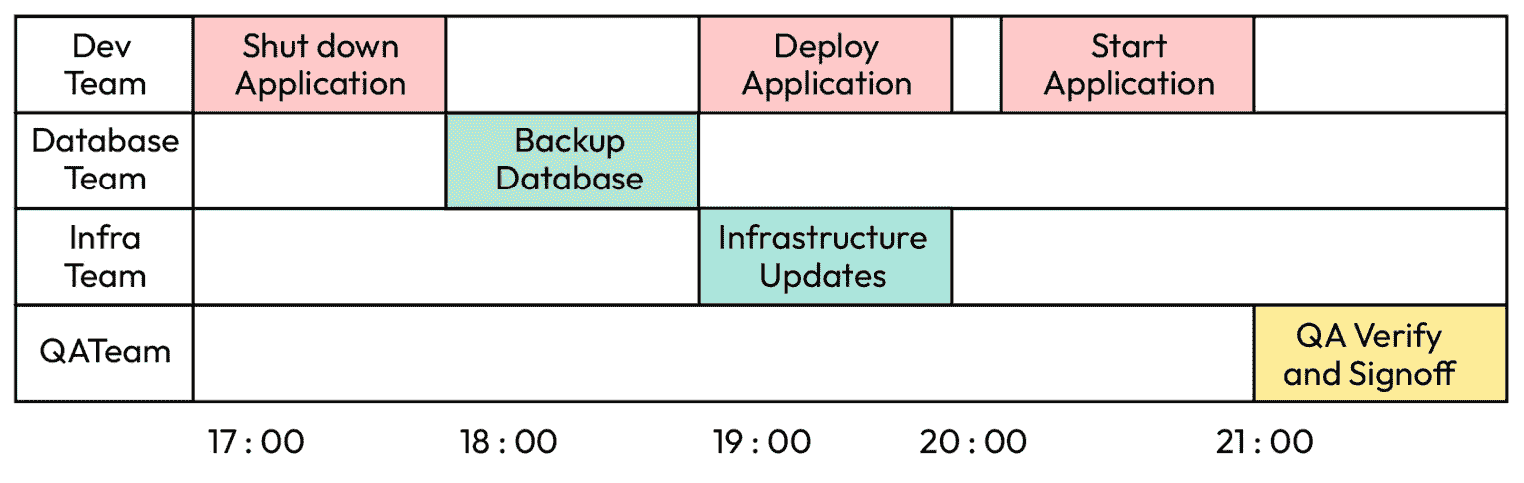 Dev
Team
Shut down
Application
Deploy
Application
Start
Application
Database
Team
Backup
Database
Infra
Team
Infrastructure
Updates
QATeam
QA Verify
and Signoff
17:00
18:00
19:00
20:00
21:00